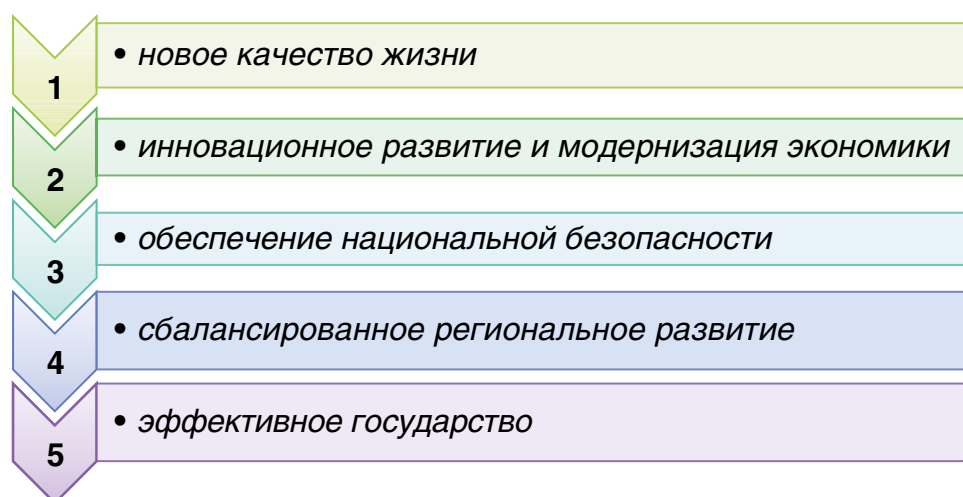 1
• новое качество жизни
2
• инновационное развитие и модернизация экономики
3
• обеспечение национальной безопасности
4
• сбалансированное региональное развитие
5
• эффективное государство